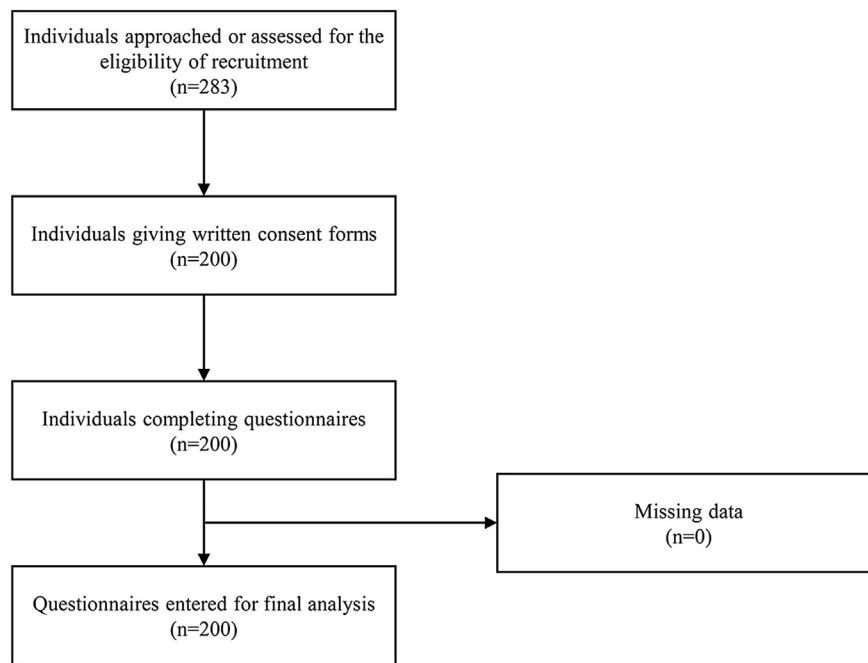 Individuals approached or assessed for the
eligibility of recruitment
(n=283)
Individuals giving written consent forms
(n=200)
Individuals completing questionnaires
(n=200)
Missing data
(n=0)
Questionnaires entered for final analysis
(n=200)